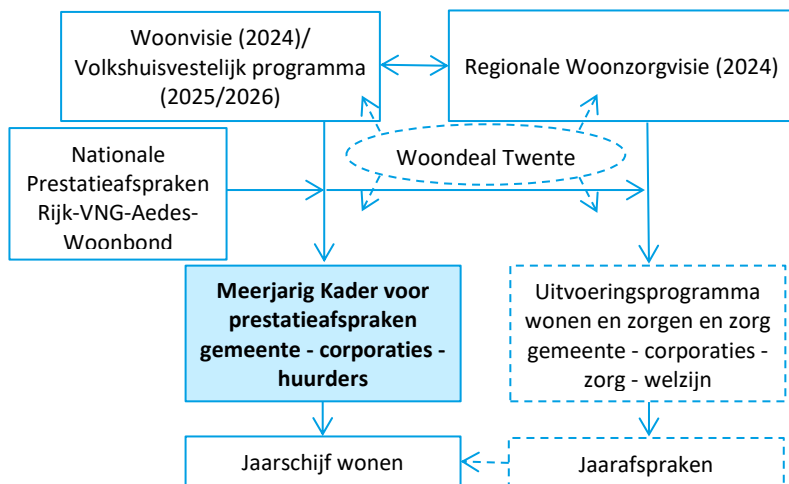 Woonvisie (2024)/
Volkshuisvestelijk programma
(2025/2026)
Regionale Woonzorgvisie (2024)
Woondeal Twente
Nationale
Prestatieafspraken
Rijk-VNG-Aedes-
Woonbond
Meerjarig Kader voor
prestatieafspraken
gemeente - corporaties -
huurders
Uitvoeringsprogramma
wonen en zorgen en zorg
gemeente - corporaties -
zorg - welzijn
Jaarschijf wonen
Jaarafspraken